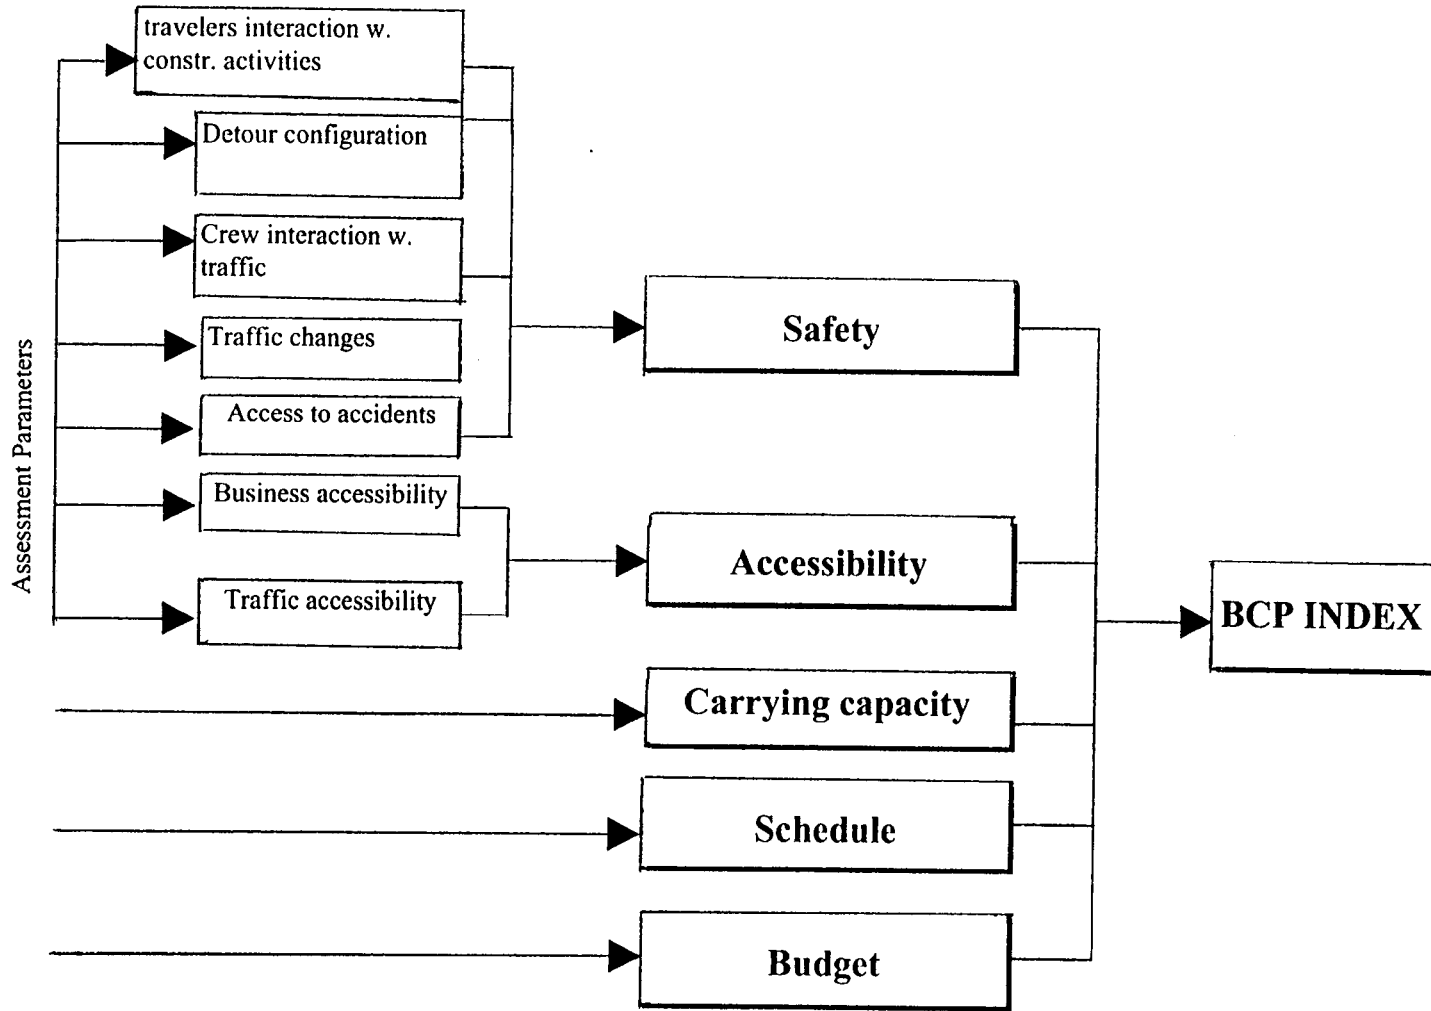 travelers interaction w.
constr. activities
Detour configuration
Crew interaction w.
traffic
Traffic changes
Access to accidents
Business accessibility
Traffic accessibility
Assessment Parameters
Safety
Accessibility
Carrying capacity
Schedule
Budget
BCP INDEX